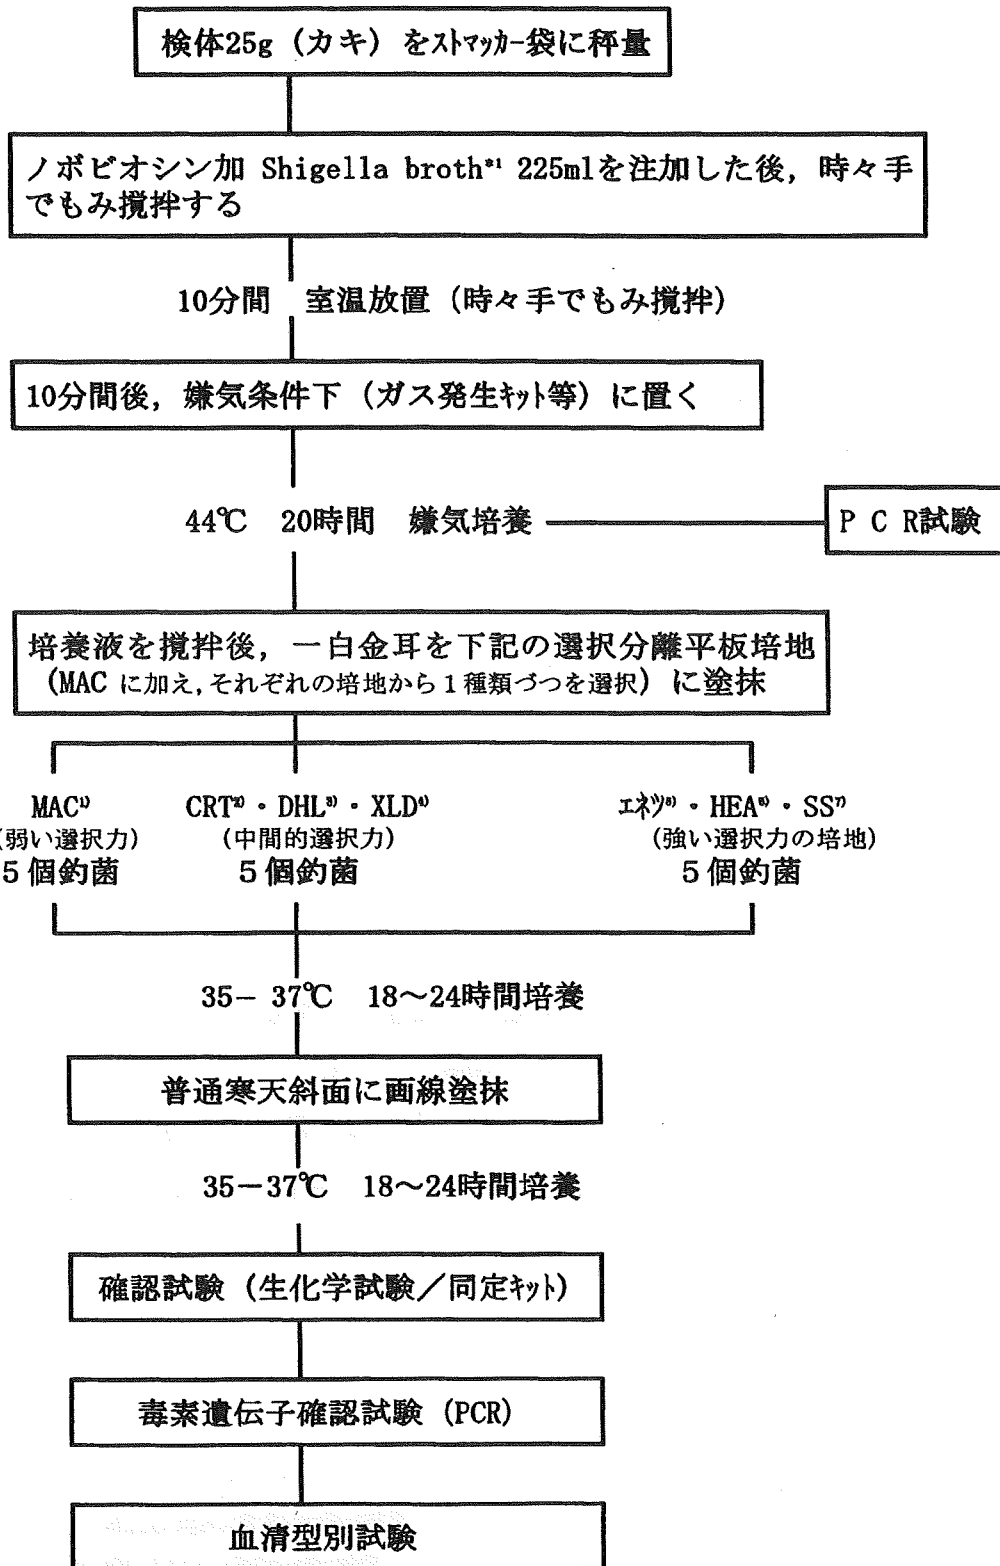 検体25g（カキ）をｽﾄﾏｯｶｰ袋に秤量
ノボビオシン加 Shigella broth*¹ 225mlを注加した後，時々手
でもみ攪拌する
10分間 室温放置（時々手でもみ攪拌）
10分間後，嫌気条件下（ガス発生ｷｯﾄ等）に置く
44℃ 20時間 嫌気培養
P C R試験
培養液を攪拌後，一白金耳を下記の選択分離平板培地
（MAC に加え，それぞれの培地から１種類づつを選択）に塗抹
MAC¹⁾ CRT²⁾・DHL³⁾・XLD⁴⁾ ｴﾈﾂ⁵⁾・HEA⁶⁾・SS⁷⁾
(弱い選択力) （中間的選択力） （強い選択力の培地）
５個釣菌 ５個釣菌 ５個釣菌
35－ 37℃ 18～24時間培養
普通寒天斜面に画線塗抹
35－37℃ 18～24時間培養
確認試験（生化学試験／同定ｷｯﾄ）
毒素遺伝子確認試験（PCR）
血清型別試験